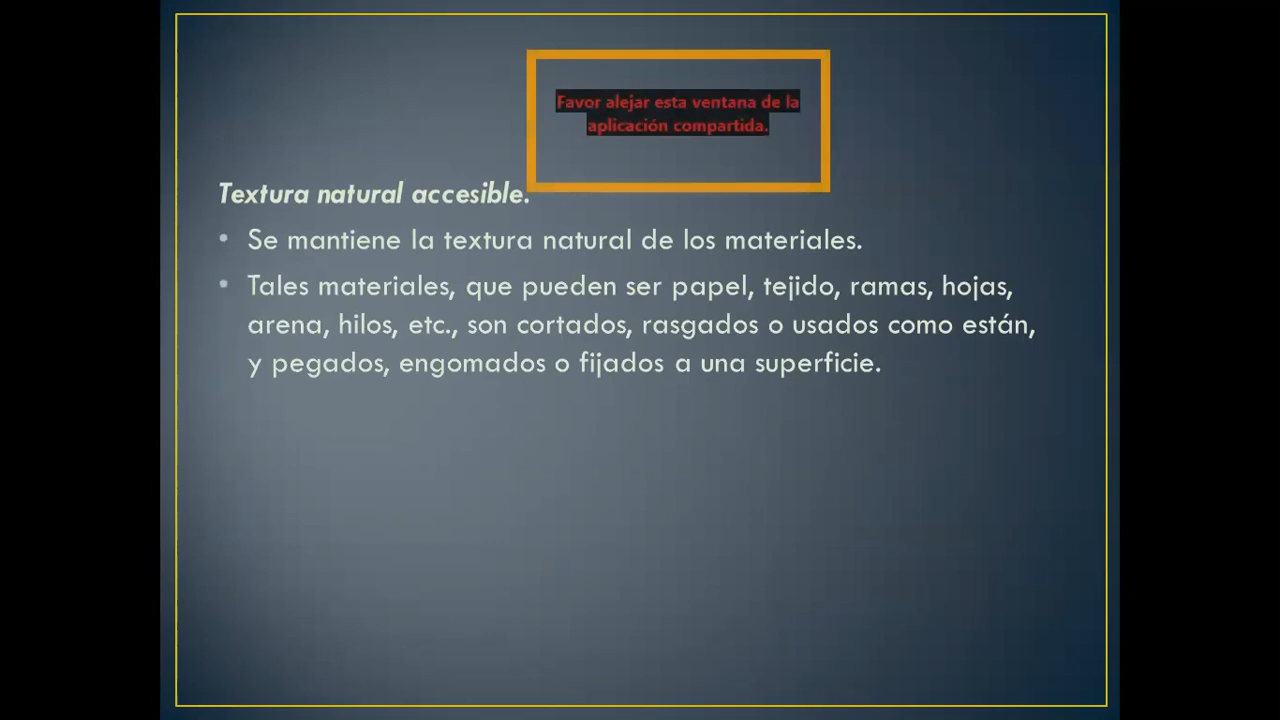 Favor alejar esta ventana de la
aplicación compartida.
Textura natural accesible.
• Se mantiene la textura natural de los materiales.
• Tales materiales, que pueden ser papel, tejido, ramas, hojas,
arena, hilos, etc., son cortados, rasgados o usados como están,
y pegados, engomados o fijados a una superficie.